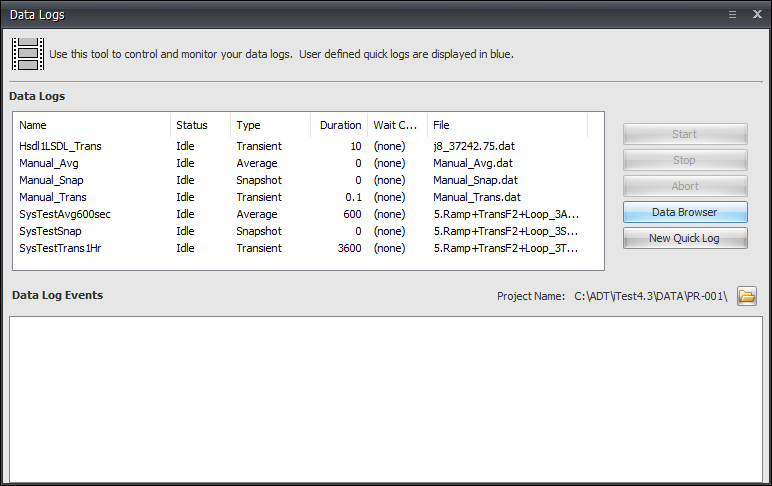 Data Logs
Use this tool to control and monitor your data logs.  User defined quick logs are displayed in blue.
Data Logs
Name Status Type Duration Wait C... File
Hsdl1LSDL_Trans Idle Transient 10 (none) j8_37242.75.dat
Manual_Avg Idle Average 0 (none) Manual_Avg.dat
Manual_Snap Idle Snapshot 0 (none) Manual_Snap.dat
Manual_Trans Idle Transient 0.1 (none) Manual_Trans.dat
SysTestAvg600sec Idle Average 600 (none) 5.Ramp+TransF2+Loop_3A...
SysTestSnap Idle Snapshot 0 (none) 5.Ramp+TransF2+Loop_3S...
SysTestTrans1Hr Idle Transient 3600 (none) 5.Ramp+TransF2+Loop_3T...
Start
Stop
Abort
Data Browser
New Quick Log
Data Log Events
Project Name: C:\ADT\iTest4.3\DATA\PR-001\